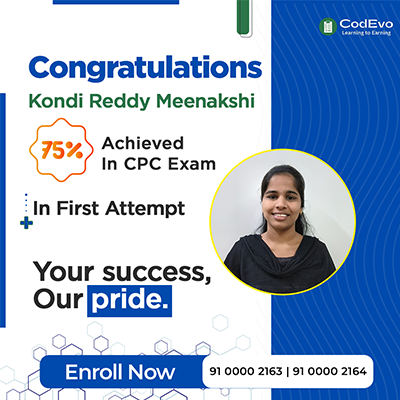 CodEvo
Learning to Earning
Congratulations
Kondi Reddy Meenakshi
75%
Achieved
In CPC Exam
In First Attempt
Your success,
Our pride.
Enroll Now
91 0000 2163 | 91 0000 2164